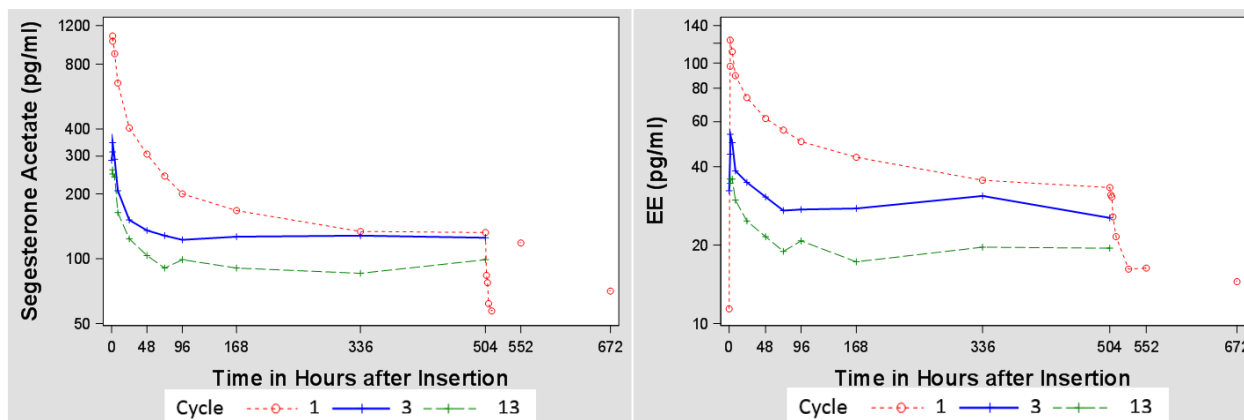 Segesterone Acetate (pg/ml)
1200
800
400
300
200
100
50
0 48 96 168 336 504 552 672
Time in Hours after Insertion
Cycle 1 3 13
EE (pg/ml)
140
100
80
60
40
20
10
0 48 96 168 336 504 552 672
Time in Hours after Insertion
Cycle 1 3 13